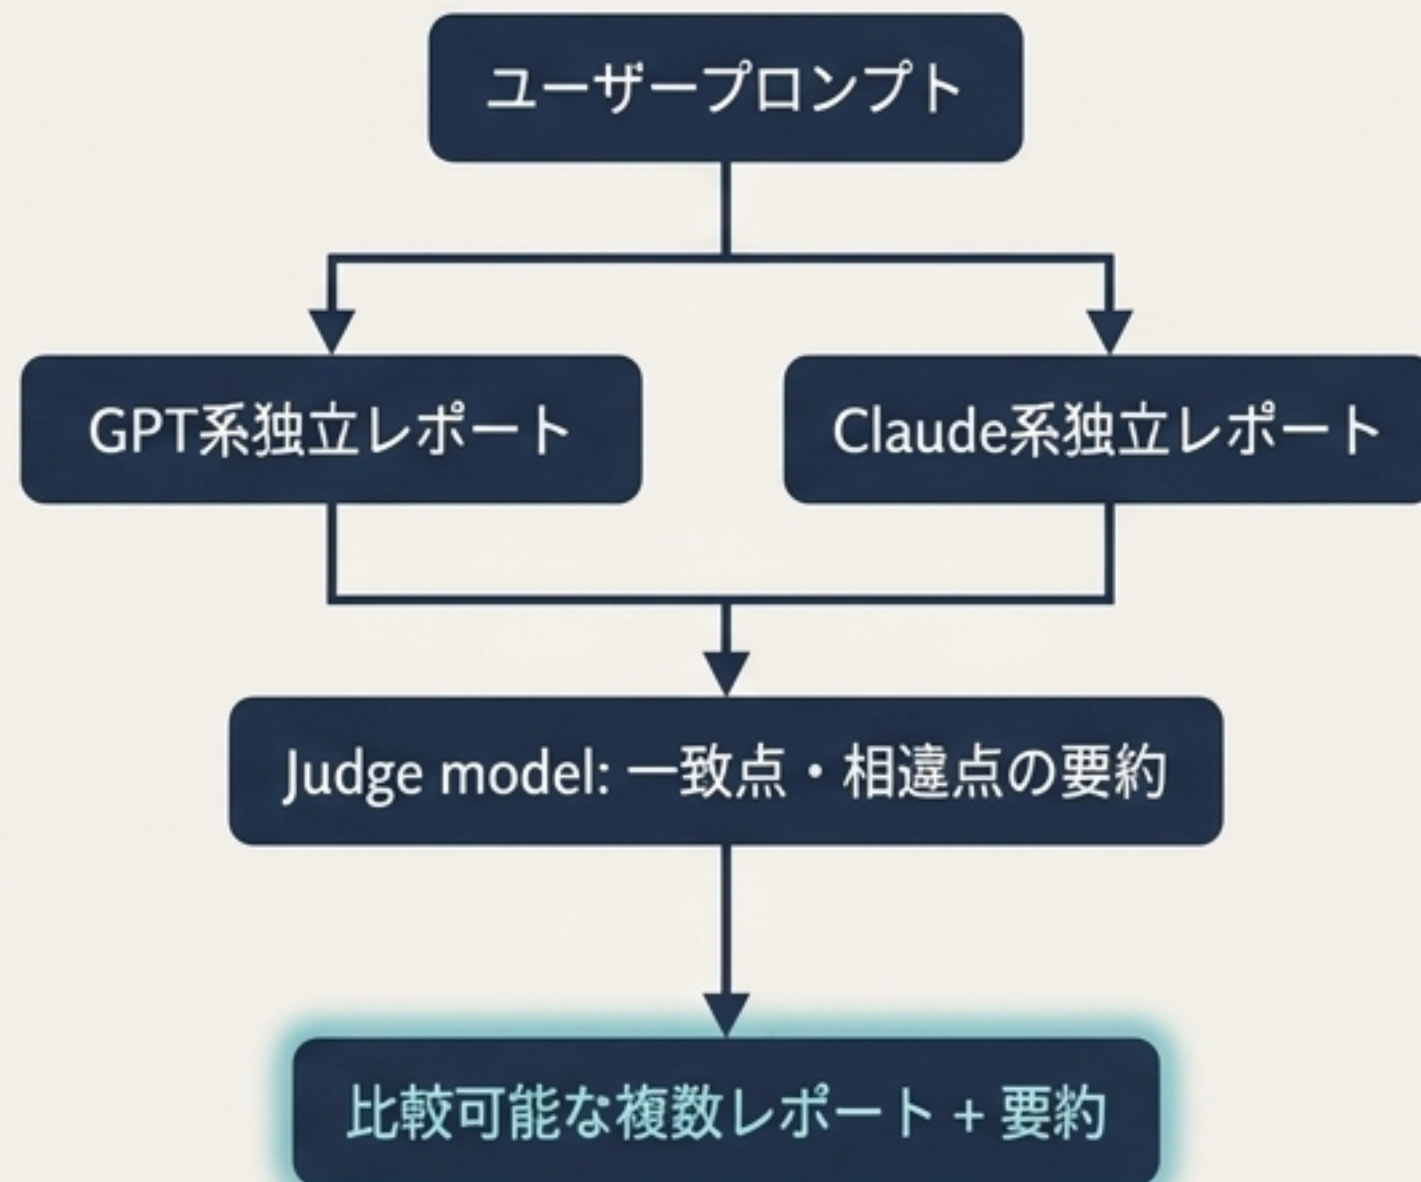 ユーザープロンプト
GPT系独立レポート
Claude系独立レポート
Judge model: 一致点・相違点の要約
比較可能な複数レポート + 要約